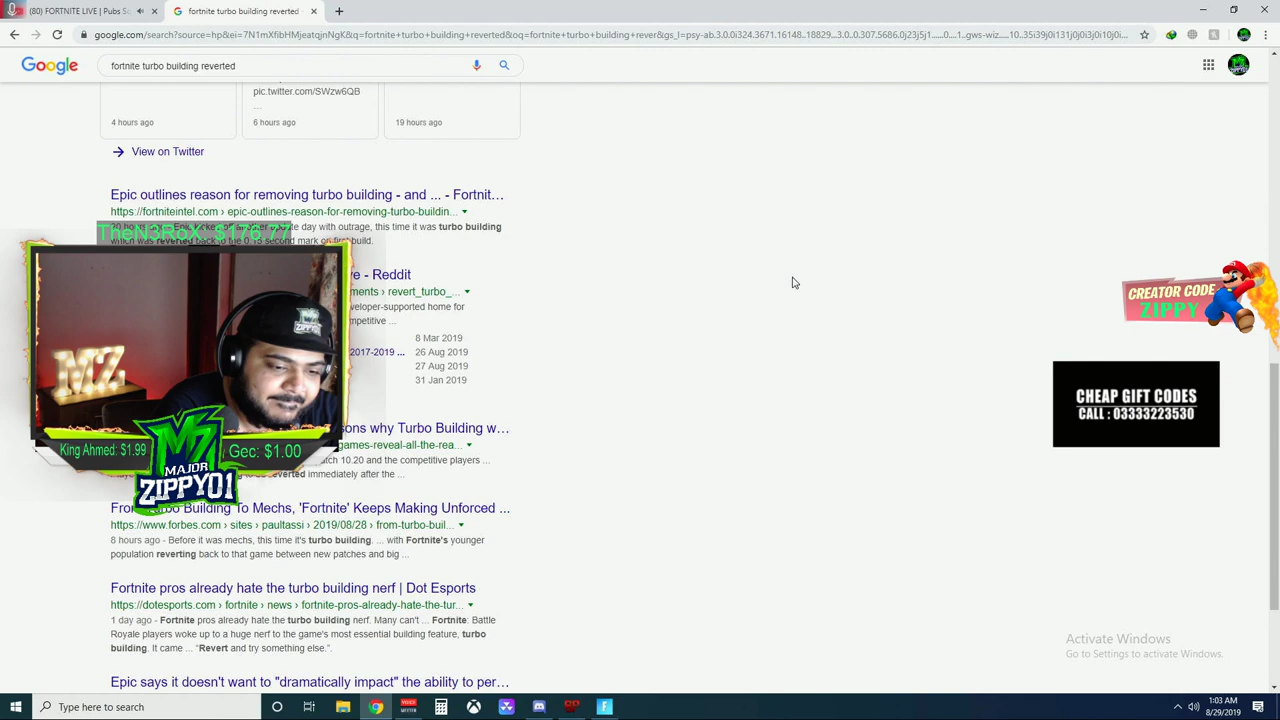 (80) FORTNITE LIVE | Pubs S
fortnite turbo building reverted
google.com/search?source=hp&ei=7N1mXfibHMjeatqjnNgK&q=fortnite+turbo+building+reverted&oq=fortnite+turbo+building+rever&gs_l=psy-ab.3.0.0i324.3671.16148..18829...3.0..0.307.5686.0j23j5j1......0....1..gws-wiz.....10..35i39j0i131j0j0i3j0i10j0i...
Google
fortnite turbo building reverted
pic.twitter.com/SWzw6QB
...
4 hours ago
6 hours ago
19 hours ago
View on Twitter
Epic outlines reason for removing turbo building - and ... - Fortnit...
https://fortniteintel.com › epic-outlines-reason-for-removing-turbo-buildin...
day with outrage, this time it was turbo building
which was reverted back to the 0.15 second mark on first build.
TheN3RoX: $176.77
ve - Reddit
ments › revert_turbo_...
veloper-supported home for
mpetitive ...
8 Mar 2019
2017-2019 ...
26 Aug 2019
27 Aug 2019
31 Jan 2019
sons why Turbo Building w...
games-reveal-all-the-rea...
atch 10.20 and the competitive players ...
reverted immediately after the ...
King Ahmed: $1.99
Gec: $1.00
MZ
MAJOR
ZIPPY01
From Turbo Building To Mechs, 'Fortnite' Keeps Making Unforced ...
https://www.forbes.com › sites › paultassi › 2019/08/28 › from-turbo-buil...
8 hours ago - Before it was mechs, this time it's turbo building. ... with Fortnite's younger
population reverting back to that game between new patches and big ...
Fortnite pros already hate the turbo building nerf | Dot Esports
https://dotesports.com › fortnite › news › fortnite-pros-already-hate-the-tur...
1 day ago - Fortnite pros already hate the turbo building nerf. Many can't ... Fortnite: Battle
Royale players woke up to a huge nerf to the game's most essential building feature, turbo
building. It came ... "Revert and try something else.".
Epic says it doesn't want to "dramatically impact" the ability to per...
CREATOR CODE
ZIPPY
CHEAP GIFT CODES
CALL : 03333223530
Activate Windows
Go to Settings to activate Windows.
Type here to search
1:03 AM
8/29/2019